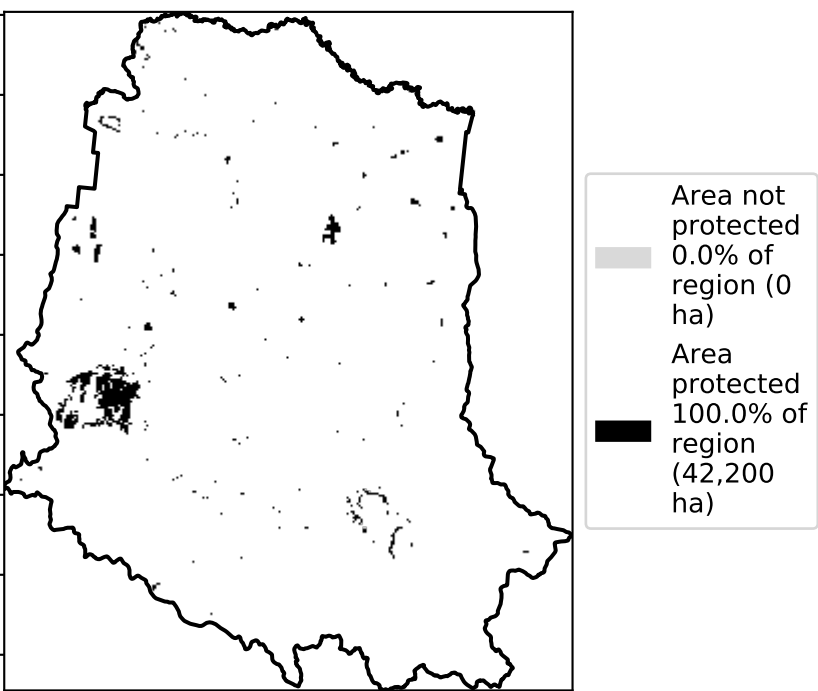 Area not
protected
0.0% of
region (0
ha)
Area
protected
100.0% of
region
(42,200
ha)